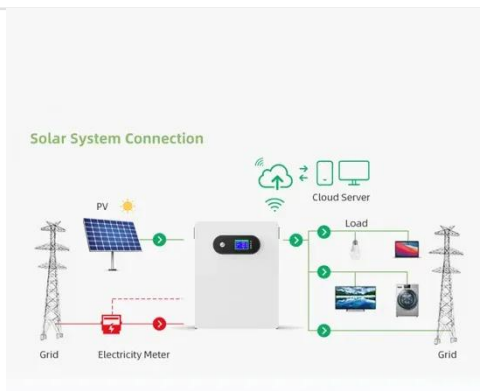 Solar System Connection
PV
Cloud Server
Load
Grid
Electricity Meter
Grid